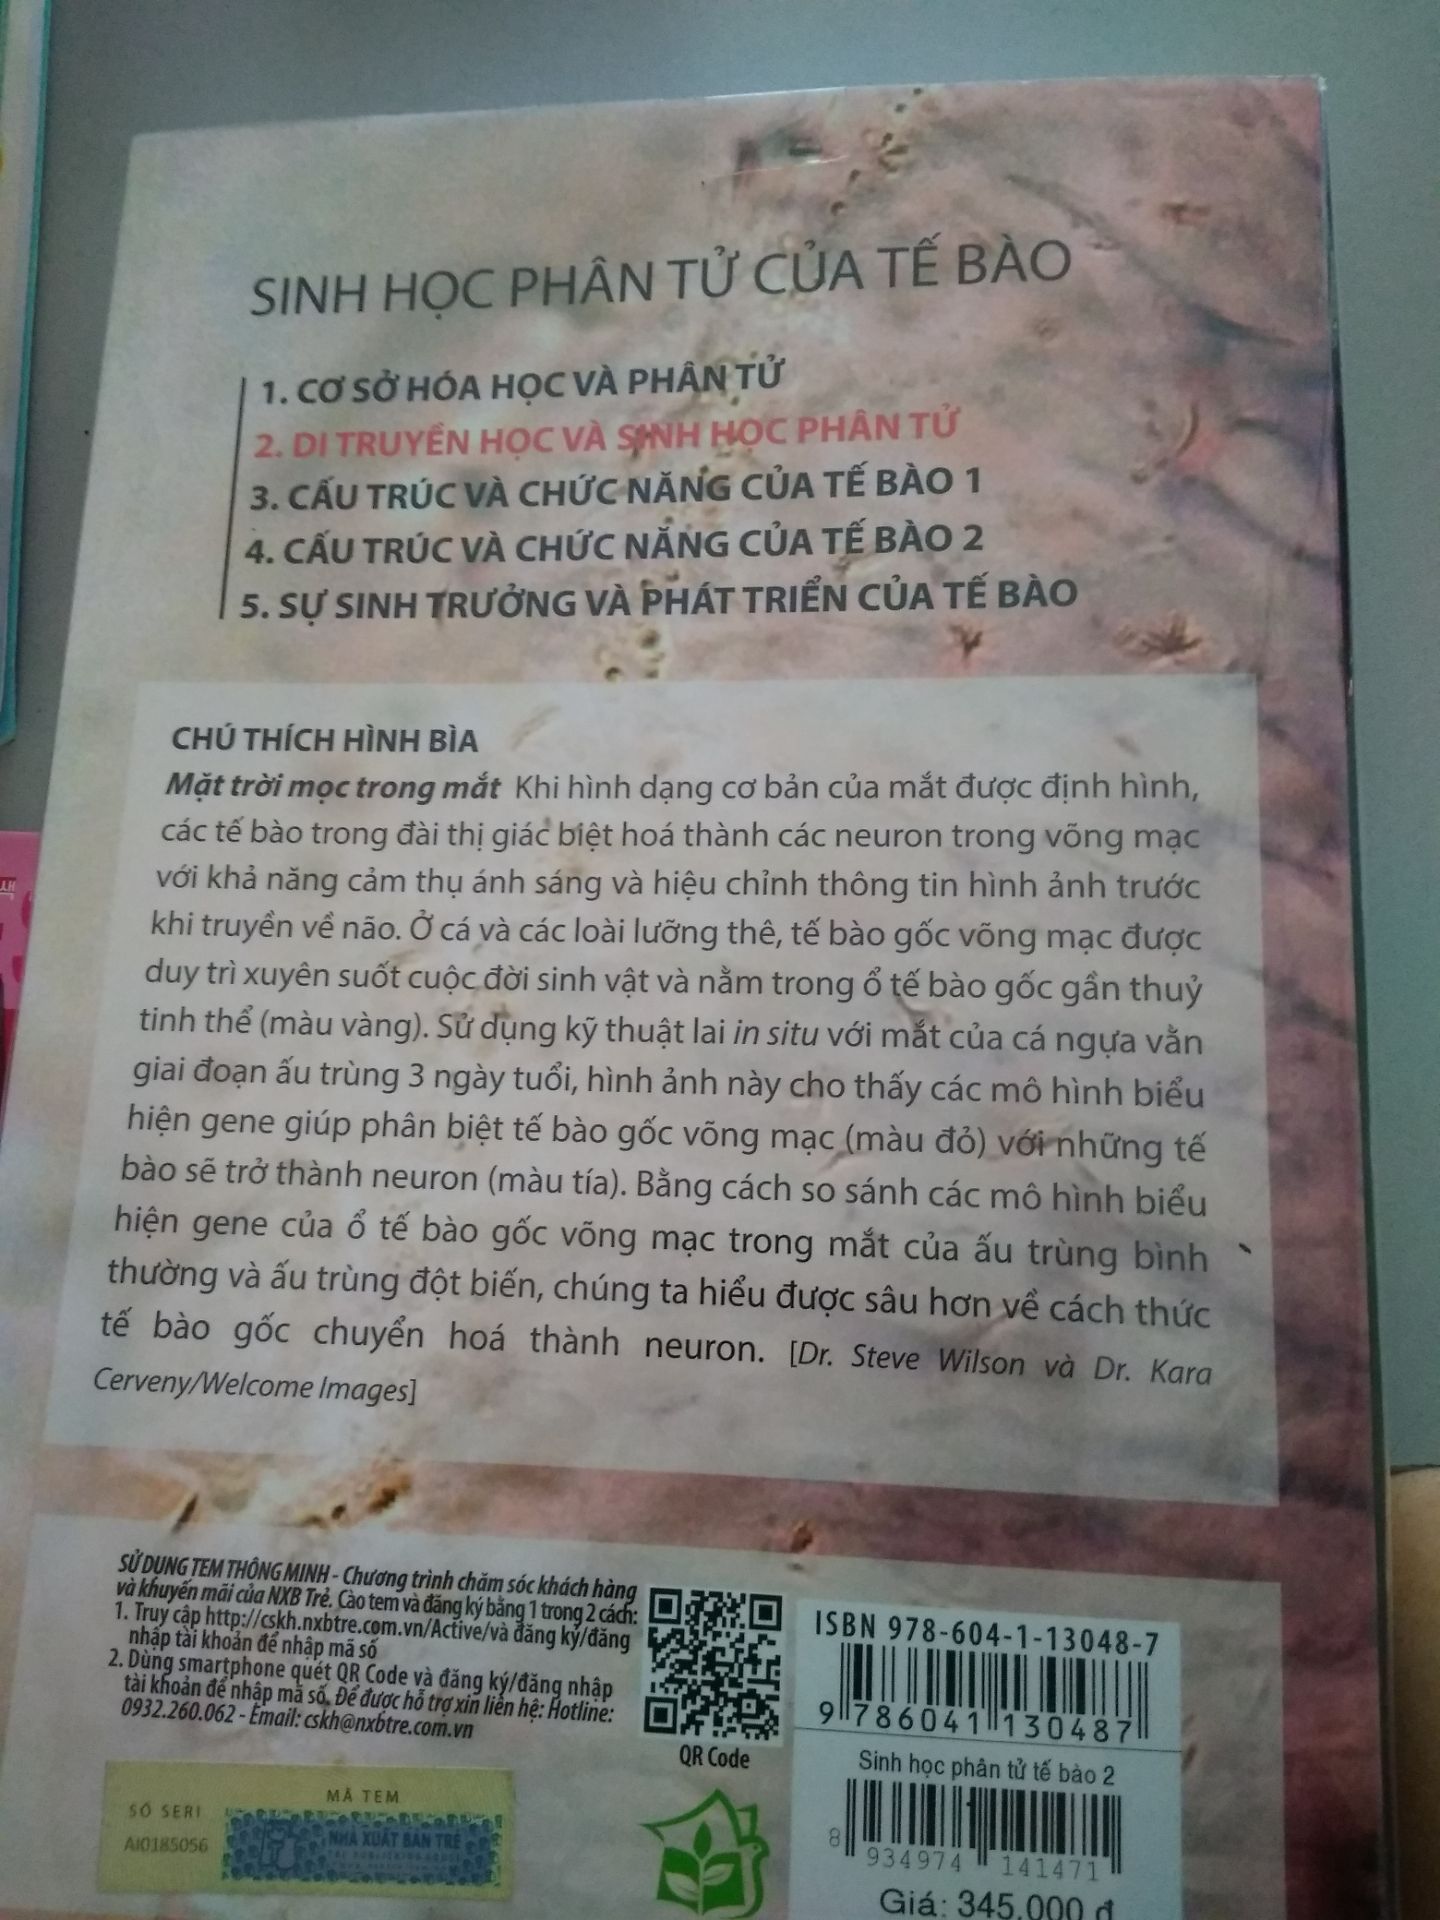 SINH HỌC PHÂN TỬ CỦA TẾ BÀO
1. CƠ SỞ HÓA HỌC VÀ PHÂN TỬ
2. DI TRUYỀN HỌC VÀ SINH HỌC PHÂN TỬ
3. CẤU TRÚC VÀ CHỨC NĂNG CỦA TẾ BÀO 1
4. CẤU TRÚC VÀ CHỨC NĂNG CỦA TẾ BÀO 2
5. SỰ SINH TRƯỞNG VÀ PHÁT TRIỂN CỦA TẾ BÀO
CHÚ THÍCH HÌNH BÌA
Mặt trời mọc trong mắt Khi hình dạng cơ bản của mắt được định hình,
các tế bào trong đài thị giác biệt hoá thành các neuron trong võng mạc
với khả năng cảm thụ ánh sáng và hiệu chỉnh thông tin hình ảnh trước
khi truyền về não. Ở cá và các loài lưỡng thê, tế bào gốc võng mạc được
duy trì xuyên suốt cuộc đời sinh vật và nằm trong ổ tế bào gốc gần thuỷ
tinh thể (màu vàng). Sử dụng kỹ thuật lai in situ với mắt của cá ngựa vằn
giai đoạn ấu trùng 3 ngày tuổi, hình ảnh này cho thấy các mô hình biểu
hiện gene giúp phân biệt tế bào gốc võng mạc (màu đỏ) với những tế
bào sẽ trở thành neuron (màu tía). Bằng cách so sánh các mô hình biểu
hiện gene của ổ tế bào gốc võng mạc trong mắt của ấu trùng bình
thường và ấu trùng đột biến, chúng ta hiểu được sâu hơn về cách thức
tế bào gốc chuyển hoá thành neuron. [Dr. Steve Wilson và Dr. Kara
Cerveny/Welcome Images]
SỬ DỤNG TEM THÔNG MINH - Chương trình chăm sóc khách hàng
và khuyến mãi của NXB Trẻ. Cào tem và đăng ký bằng 1 trong 2 cách:
1. Truy cập http://cskh.nxbtre.com.vn/Active/và đăng ký/đăng
nhập tài khoản để nhập mã số
2. Dùng smartphone quét QR Code và đăng ký/đăng nhập
tài khoản để nhập mã số. Để được hỗ trợ xin liên hệ: Hotline:
0932.260.062 - Email: cskh@nxbtre.com.vn
QR Code
MÃ TEM
SỐ SERI
AI0185056
NHÀ XUẤT BẢN TRẺ
ISBN 978-604-1-13048-7
9 786041 130487
Sinh học phân tử tế bào 2
8 934974 141471
Giá: 345.000 đ